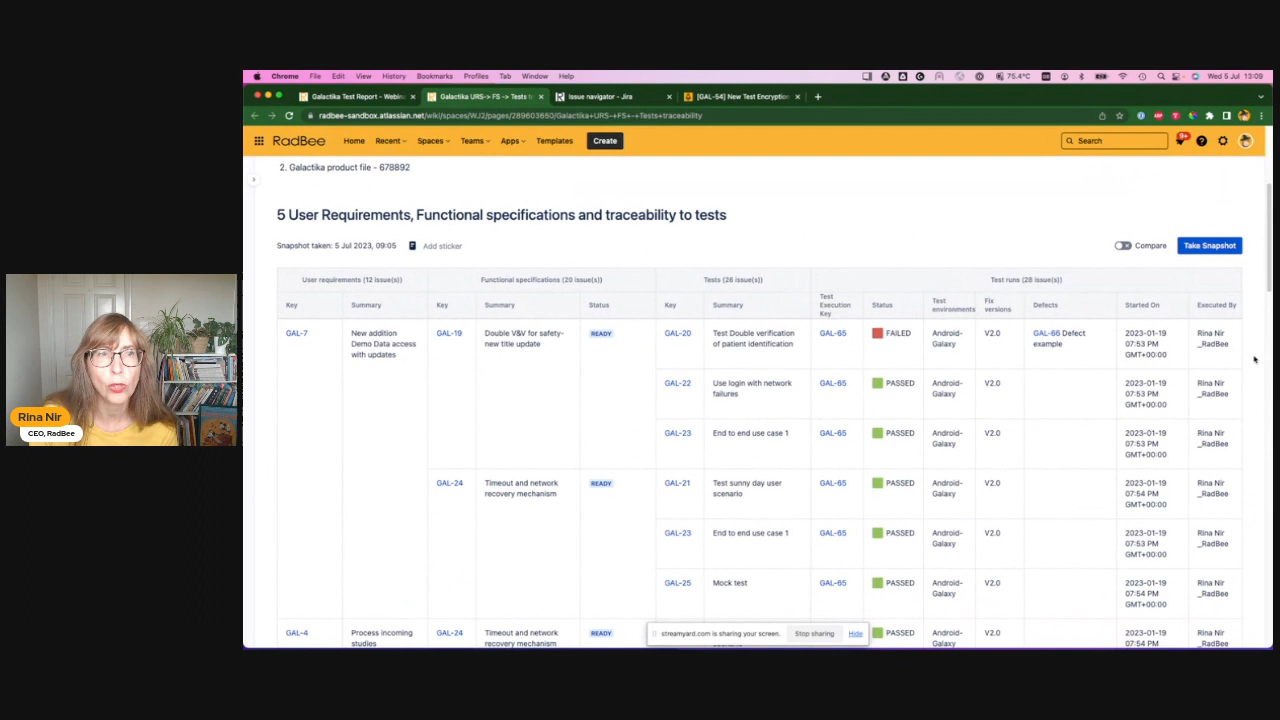 Chrome File Edit View History Bookmarks Profiles Tab Window Help 75.4°C Wed 5 Jul 13:09
Galactika Test Report – Webin Galactika URS-> FS -> Tests t Issue navigator - Jira [GAL-54] New Test Encryption
radbee-sandbox.atlassian.net/wiki/spaces/WJ2/pages/289603650/Galactika+URS-+FS-+Tests+traceability
RadBee Home Recent Spaces Teams Apps Templates Create Search 9+
2. Galactika product file - 678892
5 User Requirements, Functional specifications and traceability to tests
Snapshot taken: 5 Jul 2023, 09:05 Add sticker Compare Take Snapshot
User requirements (12 issue(s)) Functional specifications (20 issue(s)) Tests (28 issue(s)) Test runs (28 issue(s))
Key Summary Key Summary Status Key Summary Test Execution Key Status Test environments Fix versions Defects Started On Executed By
GAL-7 New addition Demo Data access with updates GAL-19 Double V&V for safety- new title update READY GAL-20 Test Double verification of patient identification GAL-65 FAILED Android-Galaxy V2.0 GAL-66 Defect example 2023-01-19 07:53 PM GMT+00:00 Rina Nir _RadBee
GAL-22 Use login with network failures GAL-65 PASSED Android-Galaxy V2.0 2023-01-19 07:53 PM GMT+00:00 Rina Nir _RadBee
GAL-23 End to end use case 1 GAL-65 PASSED Android-Galaxy V2.0 2023-01-19 07:53 PM GMT+00:00 Rina Nir _RadBee
GAL-24 Timeout and network recovery mechanism READY GAL-21 Test sunny day user scenario GAL-65 PASSED Android-Galaxy V2.0 2023-01-19 07:54 PM GMT+00:00 Rina Nir _RadBee
GAL-23 End to end use case 1 GAL-65 PASSED Android-Galaxy V2.0 2023-01-19 07:53 PM GMT+00:00 Rina Nir _RadBee
GAL-25 Mock test GAL-65 PASSED Android-Galaxy V2.0 2023-01-19 07:54 PM GMT+00:00 Rina Nir _RadBee
GAL-4 Process incoming studies GAL-24 Timeout and network recovery mechanism READY PASSED Android-Galaxy V2.0 2023-01-19 07:54 PM Rina Nir _RadBee
streamyard.com is sharing your screen. Stop sharing Hide
Rina Nir
CEO, RadBee